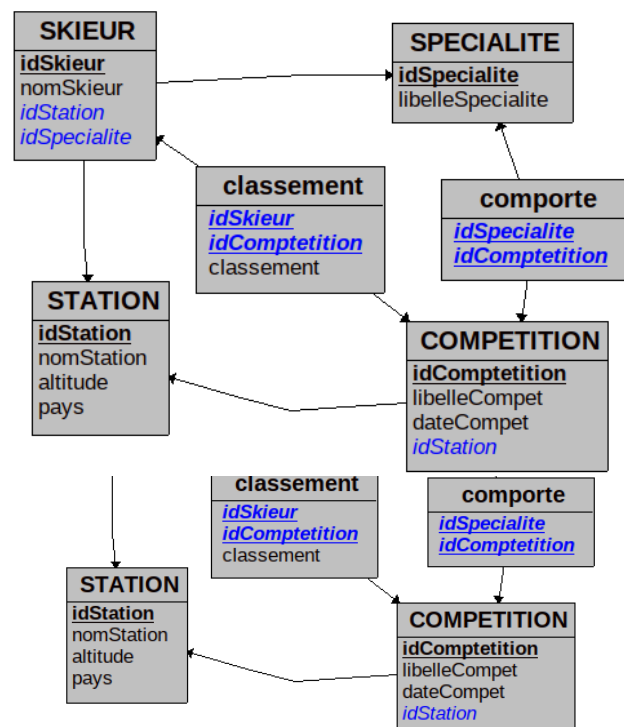 SKIEUR
idSkieur
nomSkieur
idStation
idSpecialite
SPECIALITE
idSpecialite
libelleSpecialite
classement
idSkieur
idComptetition
classement
comporte
idSpecialite
idComptetition
STATION
idStation
nomStation
altitude
pays
COMPETITION
idComptetition
libelleCompet
dateCompet
idStation
classement
idSkieur
idComptetition
classement
comporte
idSpecialite
idComptetition
STATION
idStation
nomStation
altitude
pays
COMPETITION
idComptetition
libelleCompet
dateCompet
idStation